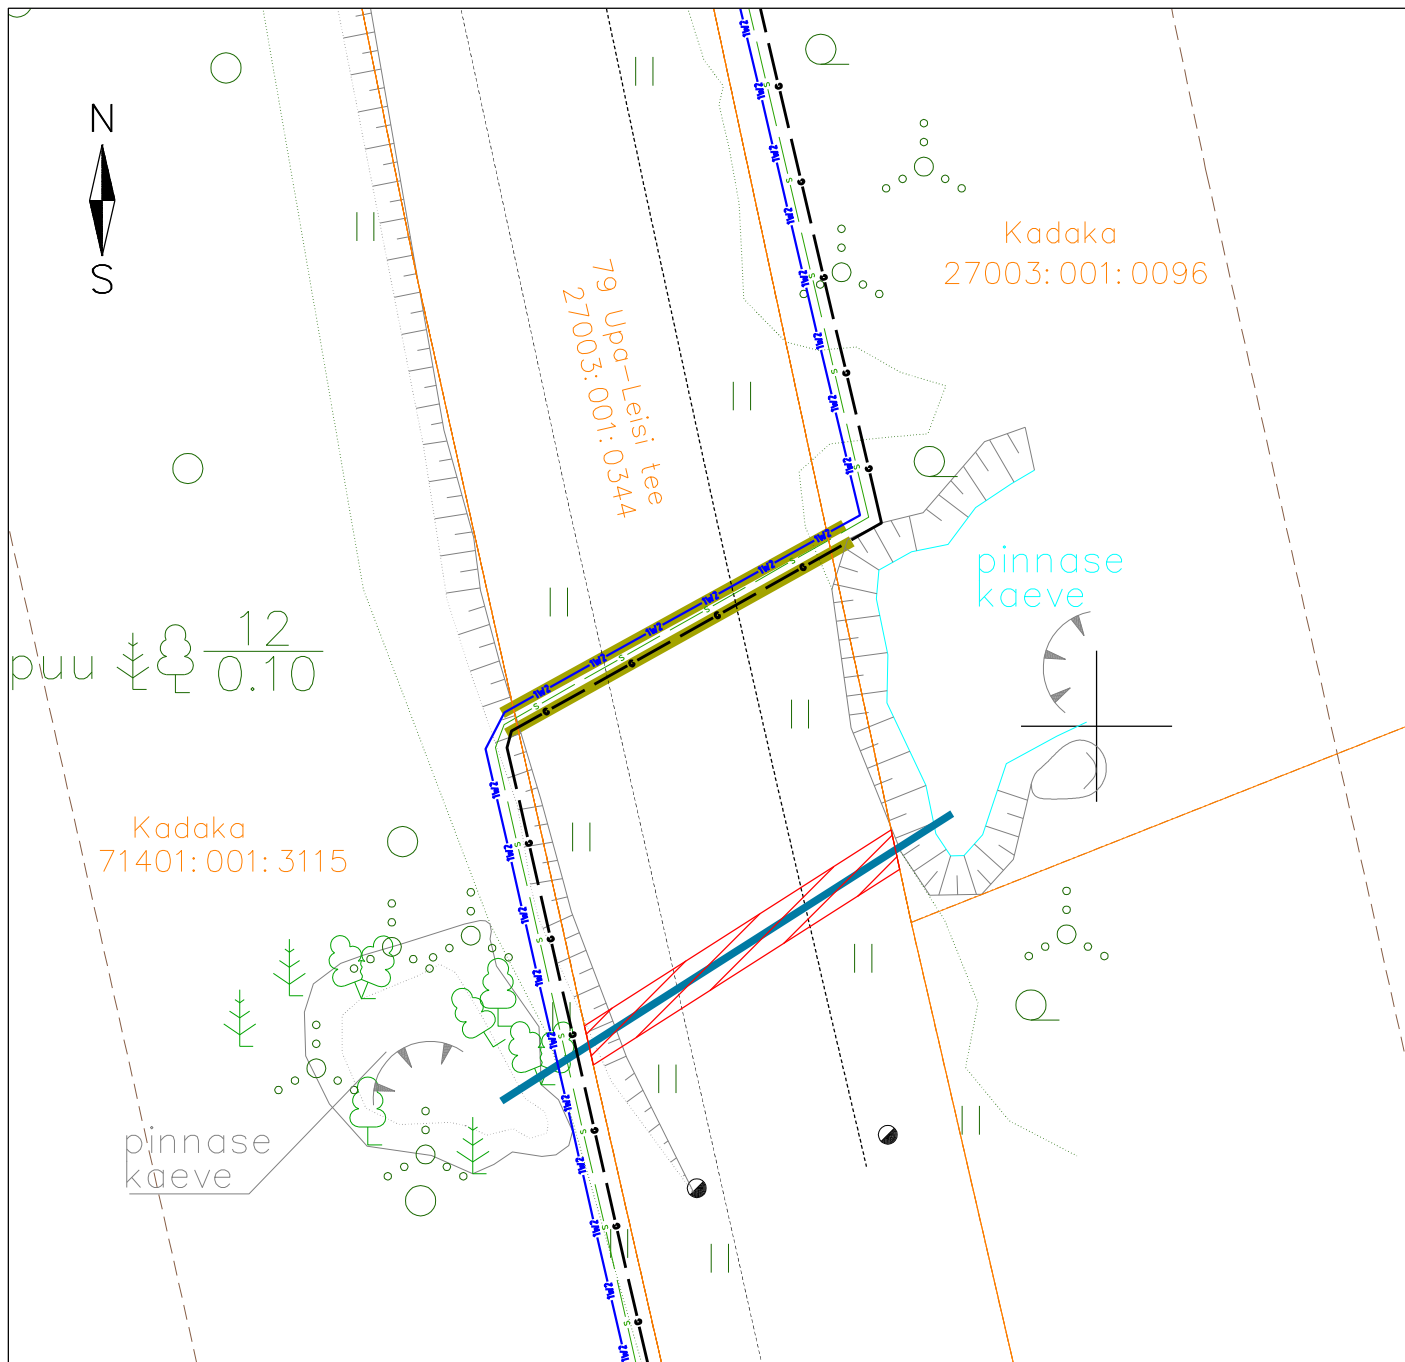 N
S
Kadaka
27003:001:0096
79 Upa-Leisi tee
27003:001:0344
pinnase
kaeve
puu
12
0.10
Kadaka
71401:001:3115
pinnase
kaeve